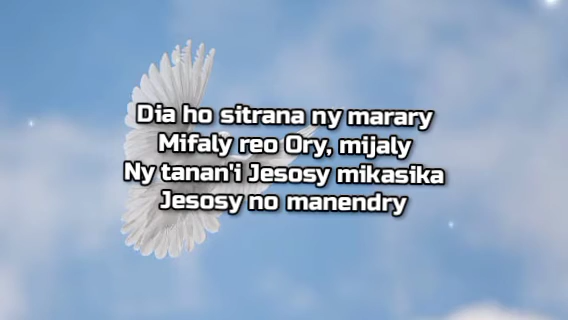 Dia ho sitrana ny marary
Mifaly reo Ory, mijaly
Ny tanan'i Jesosy mikasika
Jesosy no manendry